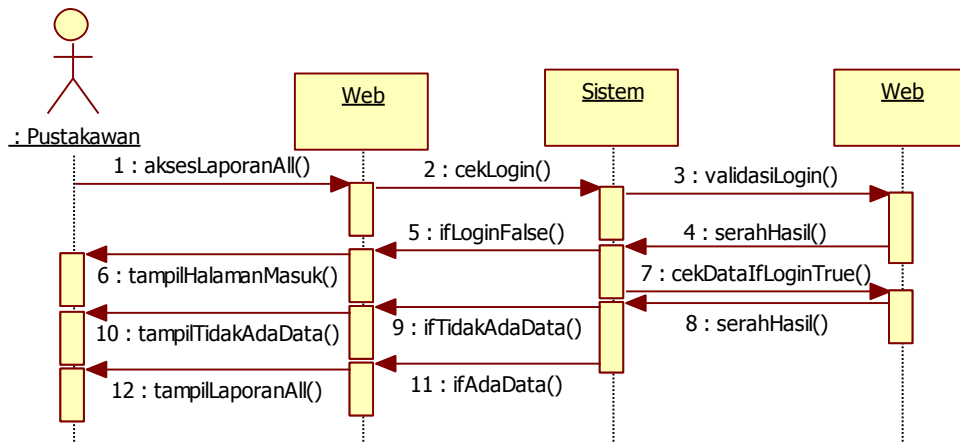 Web
Sistem
Web
: Pustakawan
1 : aksesLaporanAll()
2 : cekLogin()
3 : validasiLogin()
4 : serahHasil()
5 : ifLoginFalse()
6 : tampilHalamanMasuk()
7 : cekDataIfLoginTrue()
8 : serahHasil()
9 : ifTidakAdaData()
10 : tampilTidakAdaData()
11 : ifAdaData()
12 : tampilLaporanAll()